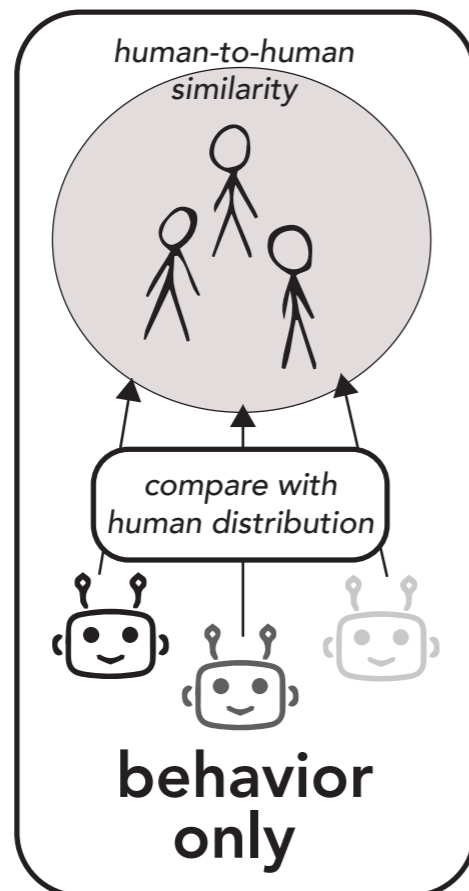 human-to-human
similarity
compare with
human distribution
behavior
only